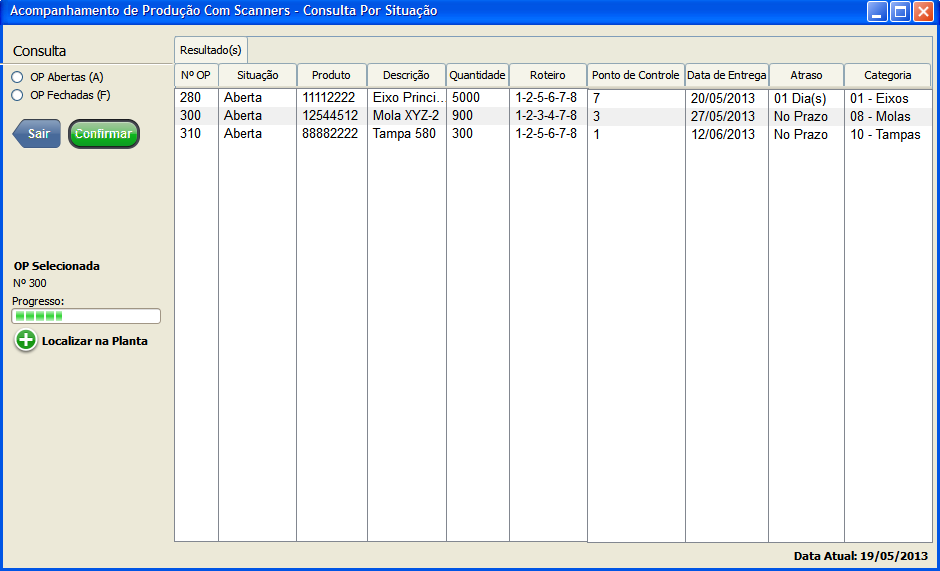 Acompanhamento de Produção Com Scanners - Consulta Por Situação
Consulta
OP Abertas (A)
OP Fechadas (F)
Sair
Confirmar
OP Selecionada
Nº 300
Progresso:
Localizar na Planta
Resultado(s)
Nº OP Situação Produto Descrição Quantidade Roteiro Ponto de Controle Data de Entrega Atraso Categoria
280 Aberta 11112222 Eixo Princi... 5000 1-2-5-6-7-8 7 20/05/2013 01 Dia(s) 01 - Eixos
300 Aberta 12544512 Mola XYZ-2 900 1-2-3-4-7-8 3 27/05/2013 No Prazo 08 - Molas
310 Aberta 88882222 Tampa 580 300 1-2-5-6-7-8 1 12/06/2013 No Prazo 10 - Tampas
Data Atual: 19/05/2013